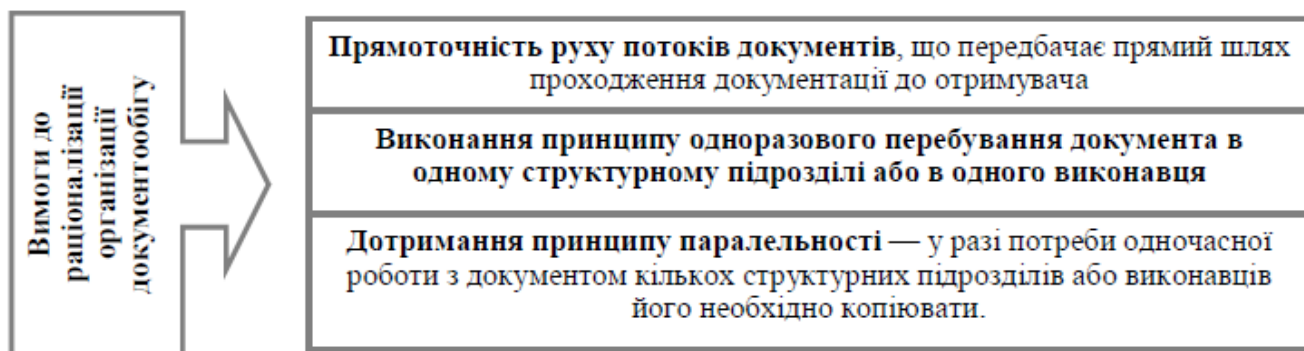 Вимоги до
раціоналізації
організації
документообігу
Прямоточність руху потоків документів, що передбачає прямий шлях
проходження документації до отримувача
Виконання принципу одноразового перебування документа в
одному структурному підрозділі або в одного виконавця
Дотримання принципу паралельності — у разі потреби одночасної
роботи з документом кількох структурних підрозділів або виконавців
його необхідно копіювати.